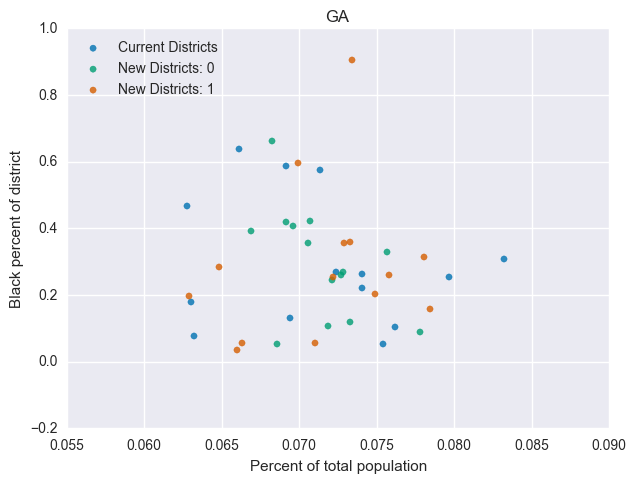 GA
Current Districts
New Districts: 0
New Districts: 1
1.0
0.8
0.6
0.4
0.2
0.0
−0.2
Black percent of district
0.055 0.060 0.065 0.070 0.075 0.080 0.085 0.090
Percent of total population